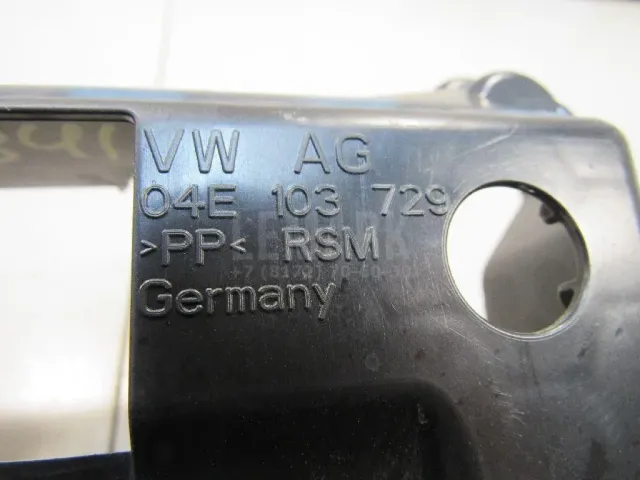 VW AG
04E 103 729
>PP< RSM
Germany